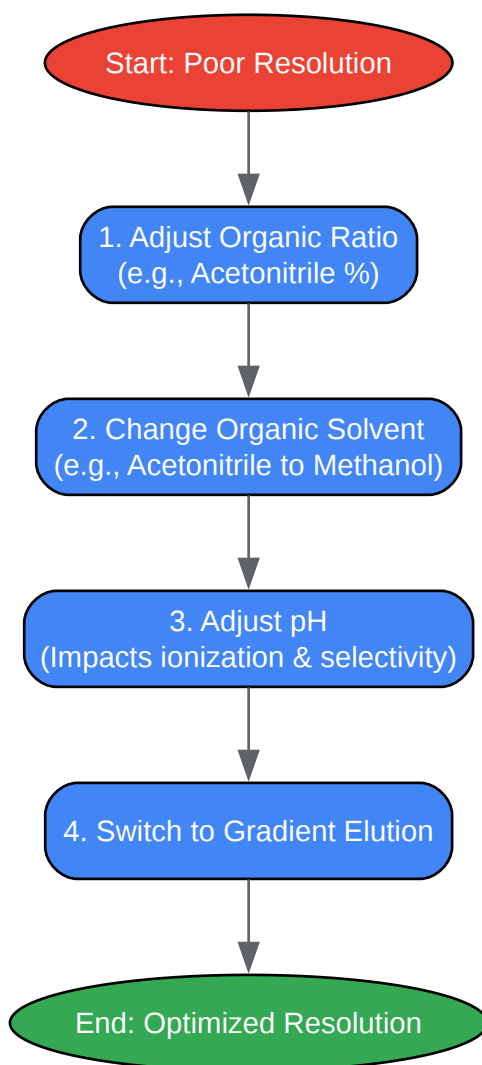 Start: Poor Resolution
1. Adjust Organic Ratio
(e.g., Acetonitrile %)
2. Change Organic Solvent
(e.g., Acetonitrile to Methanol)
3. Adjust pH
(Impacts ionization & selectivity)
4. Switch to Gradient Elution
End: Optimized Resolution